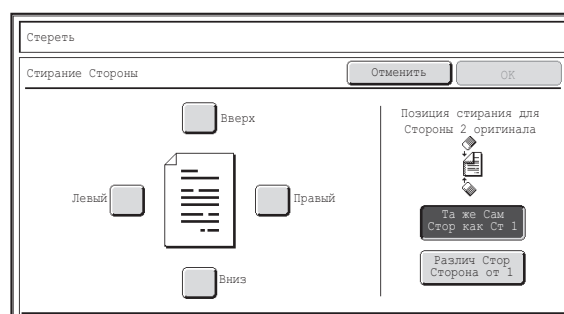 Стереть
Стирание Стороны
Отменить
OK
Вверх
Левый
Правый
Вниз
Позиция стирания для
Стороны 2 оригинала
Та же Сам
Стор как Ст 1
Различ Стор
Сторона от 1